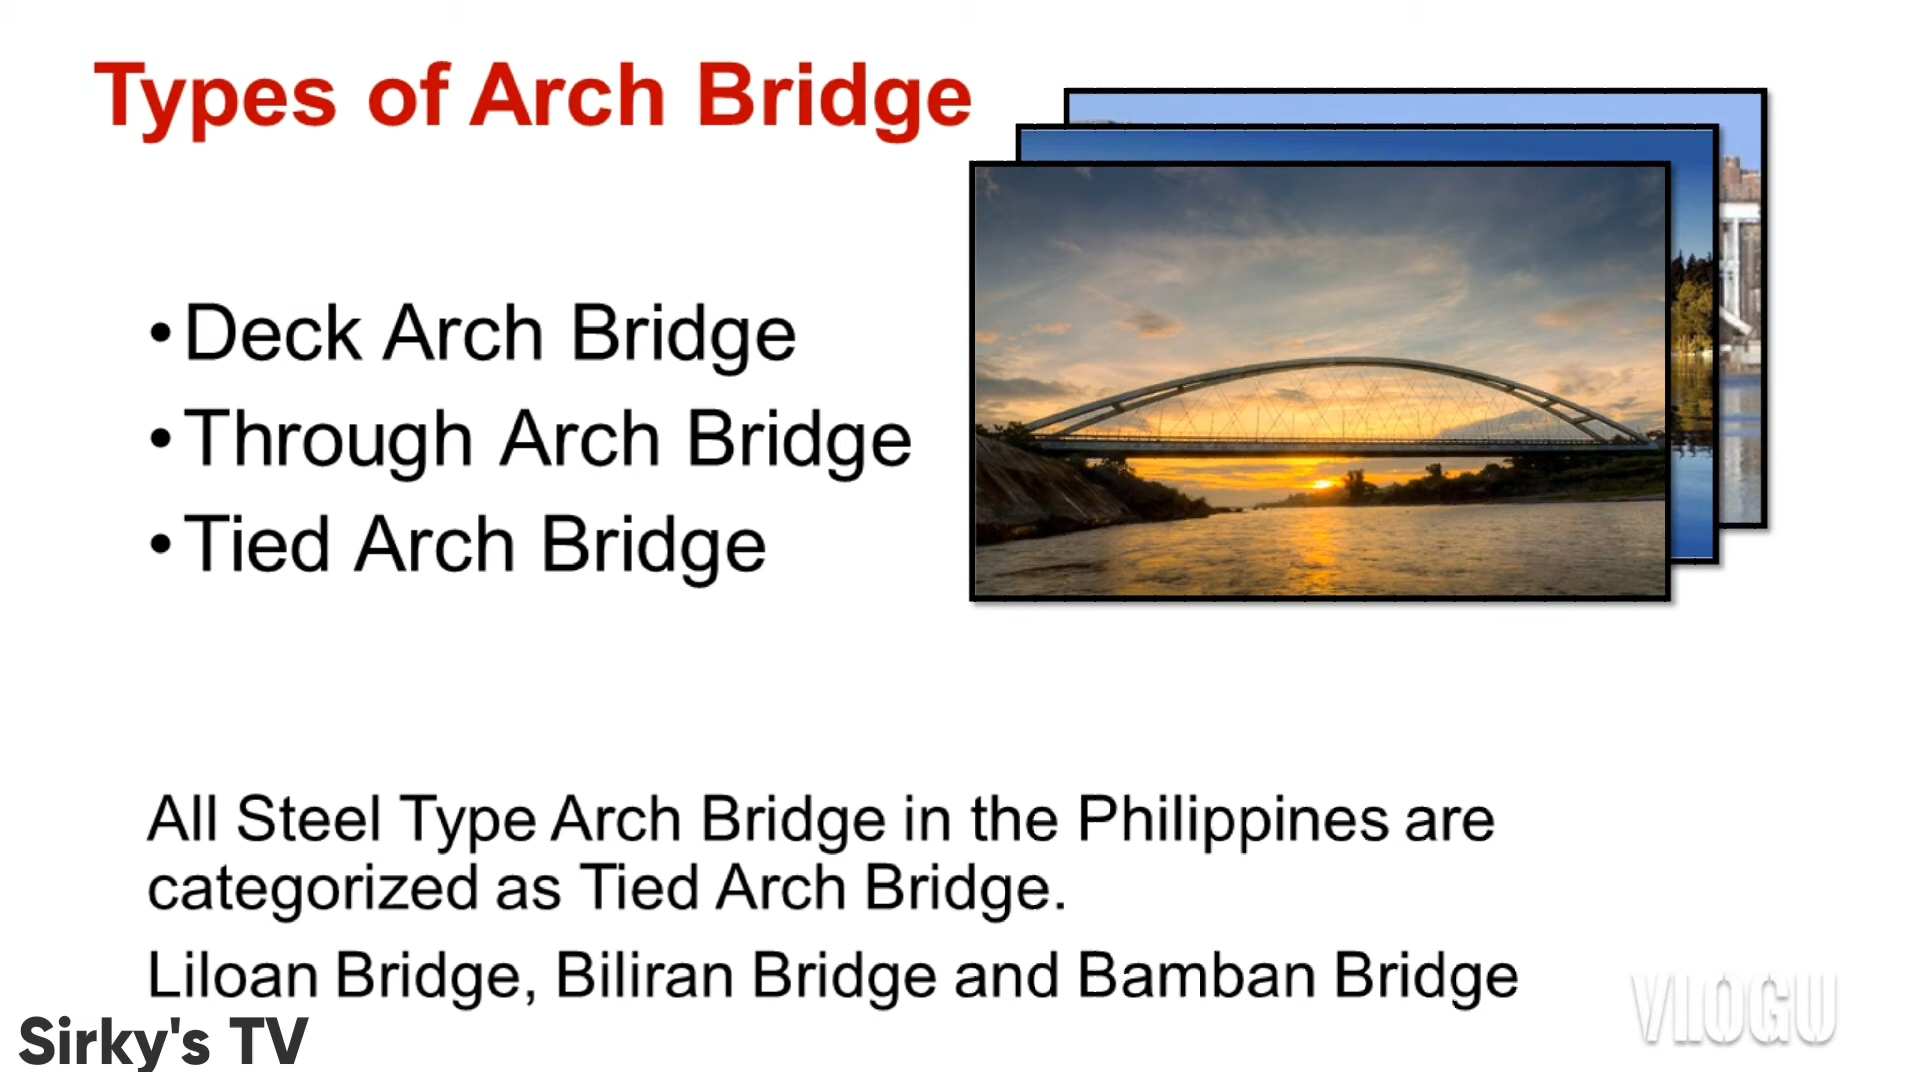 Types of Arch Bridge
•Deck Arch Bridge
•Through Arch Bridge
•Tied Arch Bridge
All Steel Type Arch Bridge in the Philippines are
categorized as Tied Arch Bridge.
Liloan Bridge, Biliran Bridge and Bamban Bridge
Sirky's TV
VLOGU